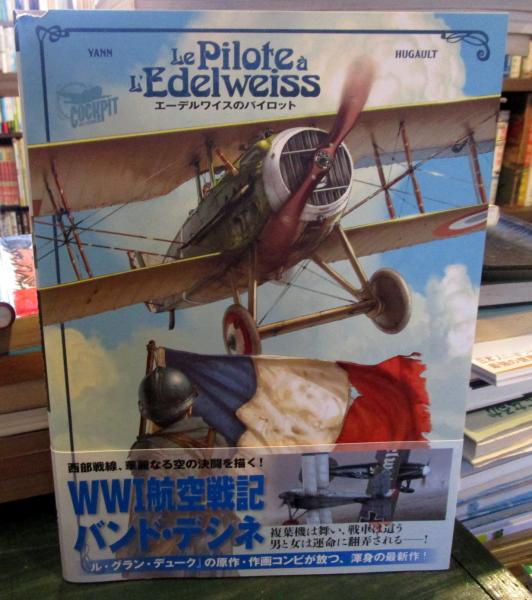 YANN
HUGAULT
Le Pilote à
L'Edelweiss
エーデルワイスのパイロット
COCKPIT
西部戦線、華麗なる空の決闘を描く!
WWI航空戦記
バンド・デシネ
複葉機は舞い、戦車は這う
男と女は運命に翻弄される——!
『ル・グラン・デューク』の原作・作画コンビが放つ、渾身の最新作!